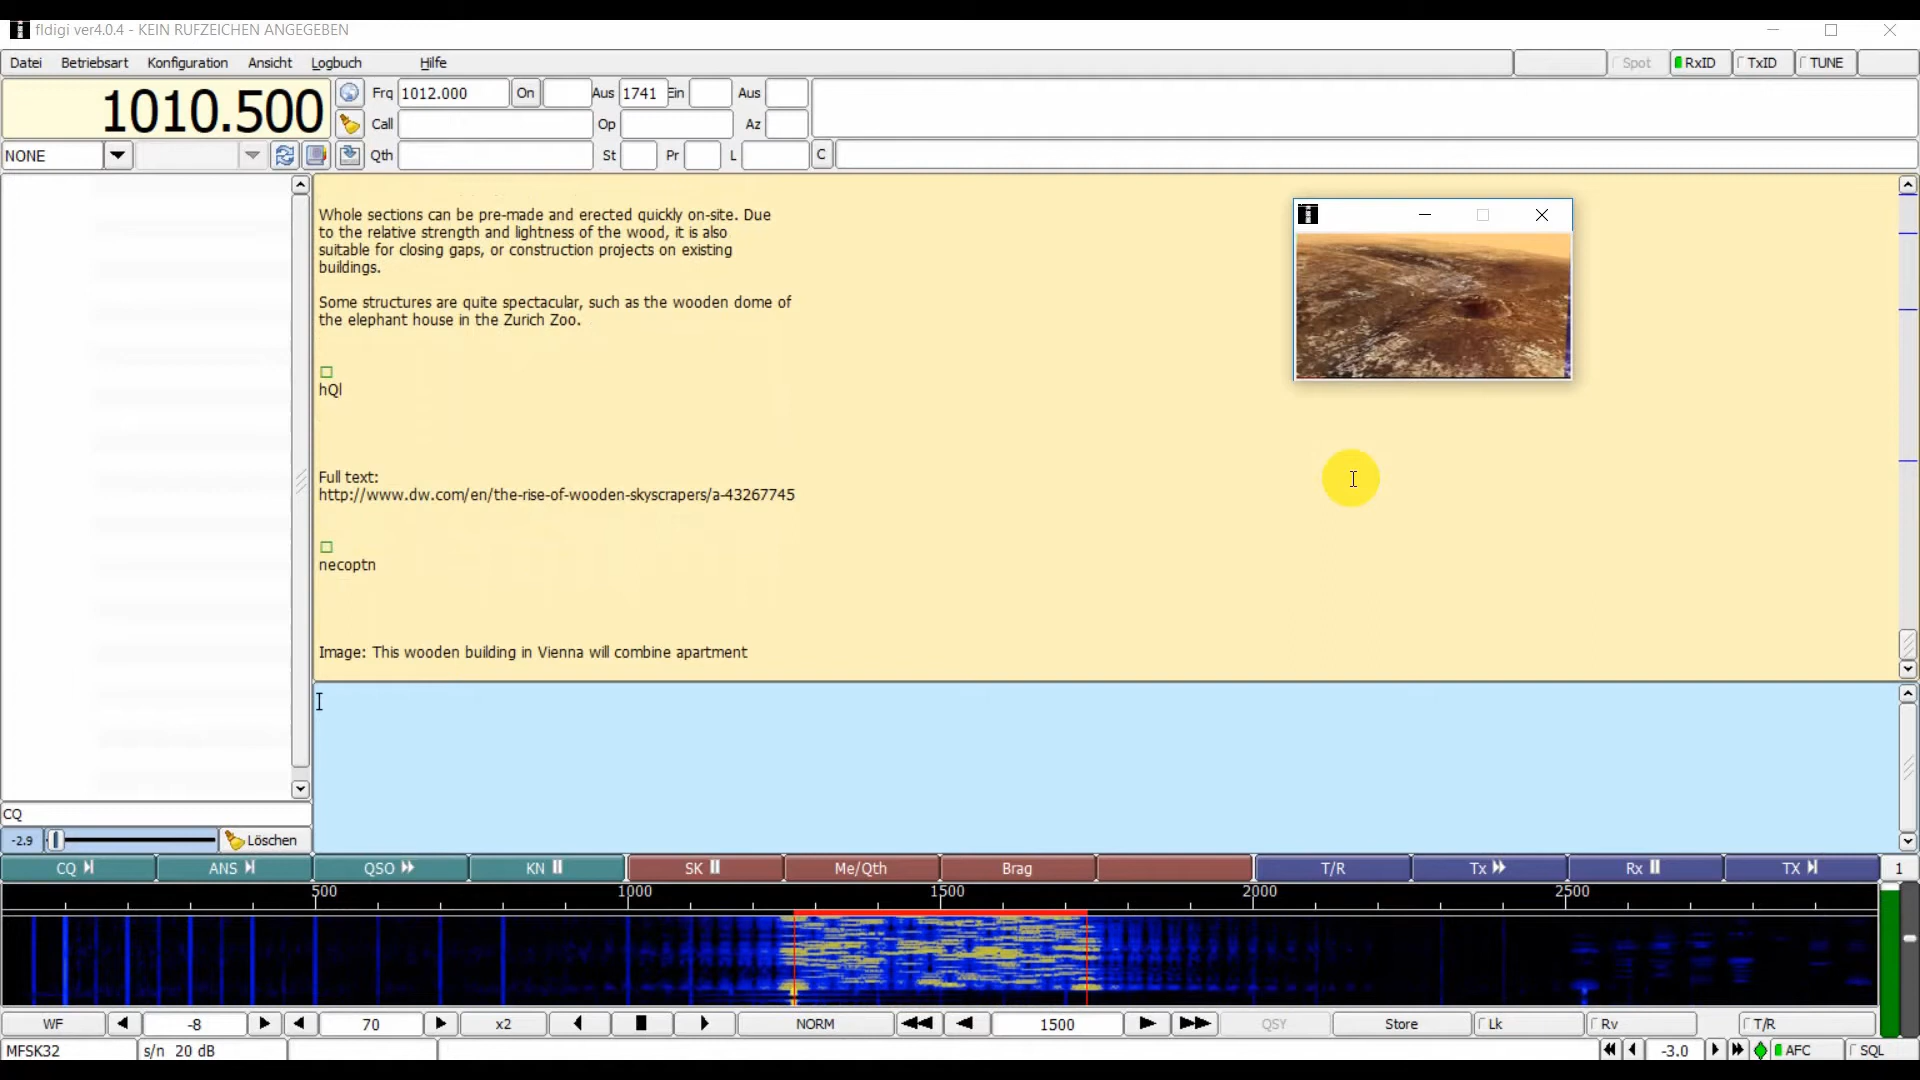 fldigi ver4.0.4 - KEIN RUFZEICHEN ANGEGEBEN
Datei Betriebsart Konfiguration Ansicht Logbuch Hilfe Spot RxID TxID TUNE
1010.500 Frq 1012.000 On Aus 1741 Ein Aus
Call Op Az
NONE Qth St Pr L C
Whole sections can be pre-made and erected quickly on-site. Due
to the relative strength and lightness of the wood, it is also
suitable for closing gaps, or construction projects on existing
buildings.
Some structures are quite spectacular, such as the wooden dome of
the elephant house in the Zurich Zoo.
hQl
Full text:
http://www.dw.com/en/the-rise-of-wooden-skyscrapers/a-43267745
necoptn
Image: This wooden building in Vienna will combine apartment
CQ
-2.9 Löschen
CQ ANS QSO KN SK Me/Qth Brag T/R Tx Rx TX 1
500 1000 1500 2000 2500
WF -8 70 x2 NORM 1500 QSY Store Lk Rv T/R
MFSK32 s/n 20 dB -3.0 AFC SQL